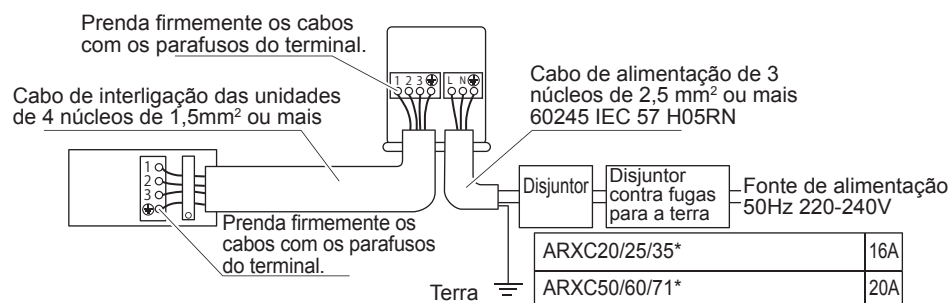 Prenda firmemente os cabos
com os parafusos do terminal.
1 2 3
L N
Cabo de interligação das unidades
de 4 núcleos de 1,5mm² ou mais
Cabo de alimentação de 3
núcleos de 2,5 mm² ou mais
60245 IEC 57 H05RN
1
2
3
Prenda firmemente os
cabos com os parafusos
do terminal.
Disjuntor
Disjuntor
contra fugas
para a terra
Fonte de alimentação
50Hz 220-240V
Terra
ARXC20/25/35* 16A
ARXC50/60/71* 20A